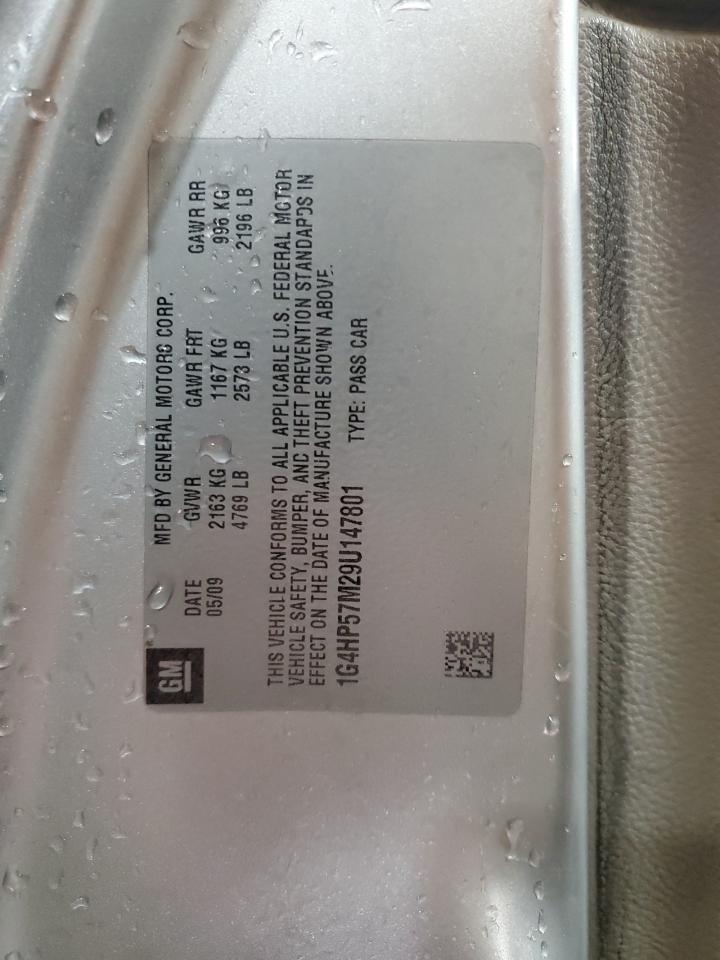 GM
MFD BY GENERAL MOTORS CORP.
DATE GVWR GAWR FRT GAWR RR
05/09 2163 KG 1167 KG 996 KG
4769 LB 2573 LB 2196 LB
THIS VEHICLE CONFORMS TO ALL APPLICABLE U.S. FEDERAL MOTOR
VEHICLE SAFETY, BUMPER, AND THEFT PREVENTION STANDARDS IN
EFFECT ON THE DATE OF MANUFACTURE SHOWN ABOVE.
1G4HP57M29U147801 TYPE: PASS CAR